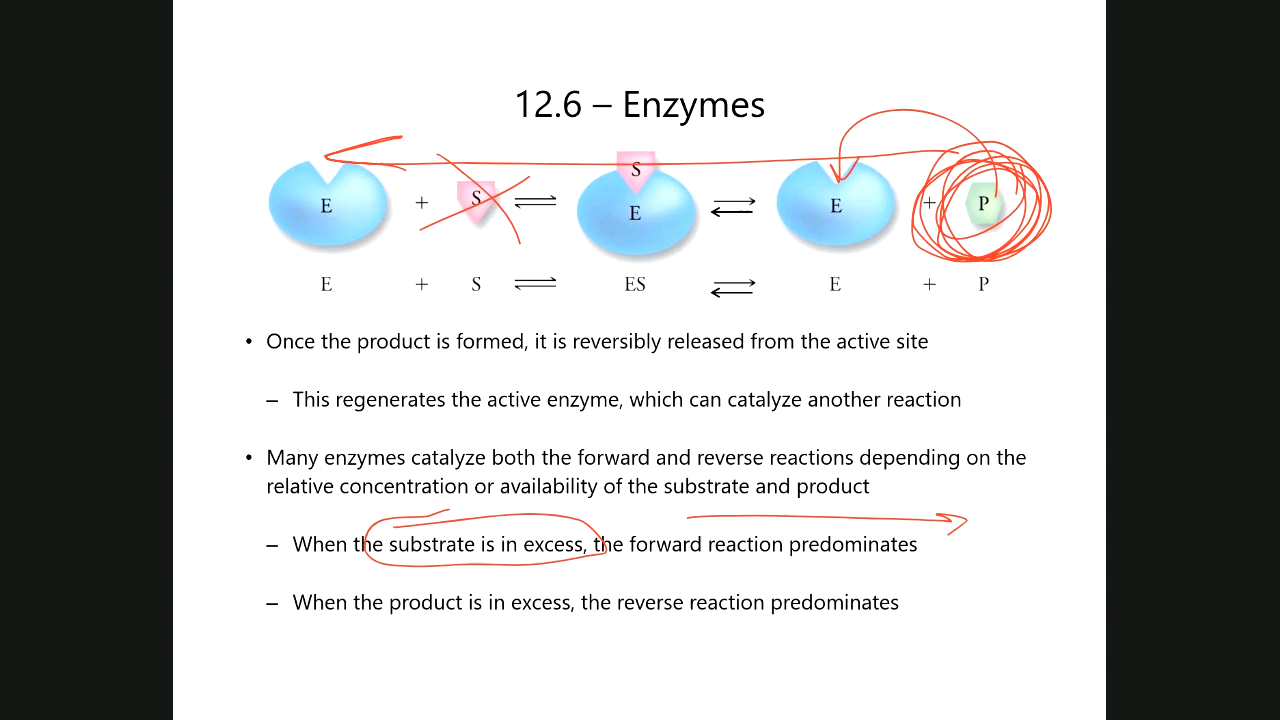 12.6 – Enzymes
E + S ⇌ S E ⇌ E + P
E + S ⇌ ES ⇌ E + P
• Once the product is formed, it is reversibly released from the active site
– This regenerates the active enzyme, which can catalyze another reaction
• Many enzymes catalyze both the forward and reverse reactions depending on the
relative concentration or availability of the substrate and product
– When the substrate is in excess, the forward reaction predominates
– When the product is in excess, the reverse reaction predominates